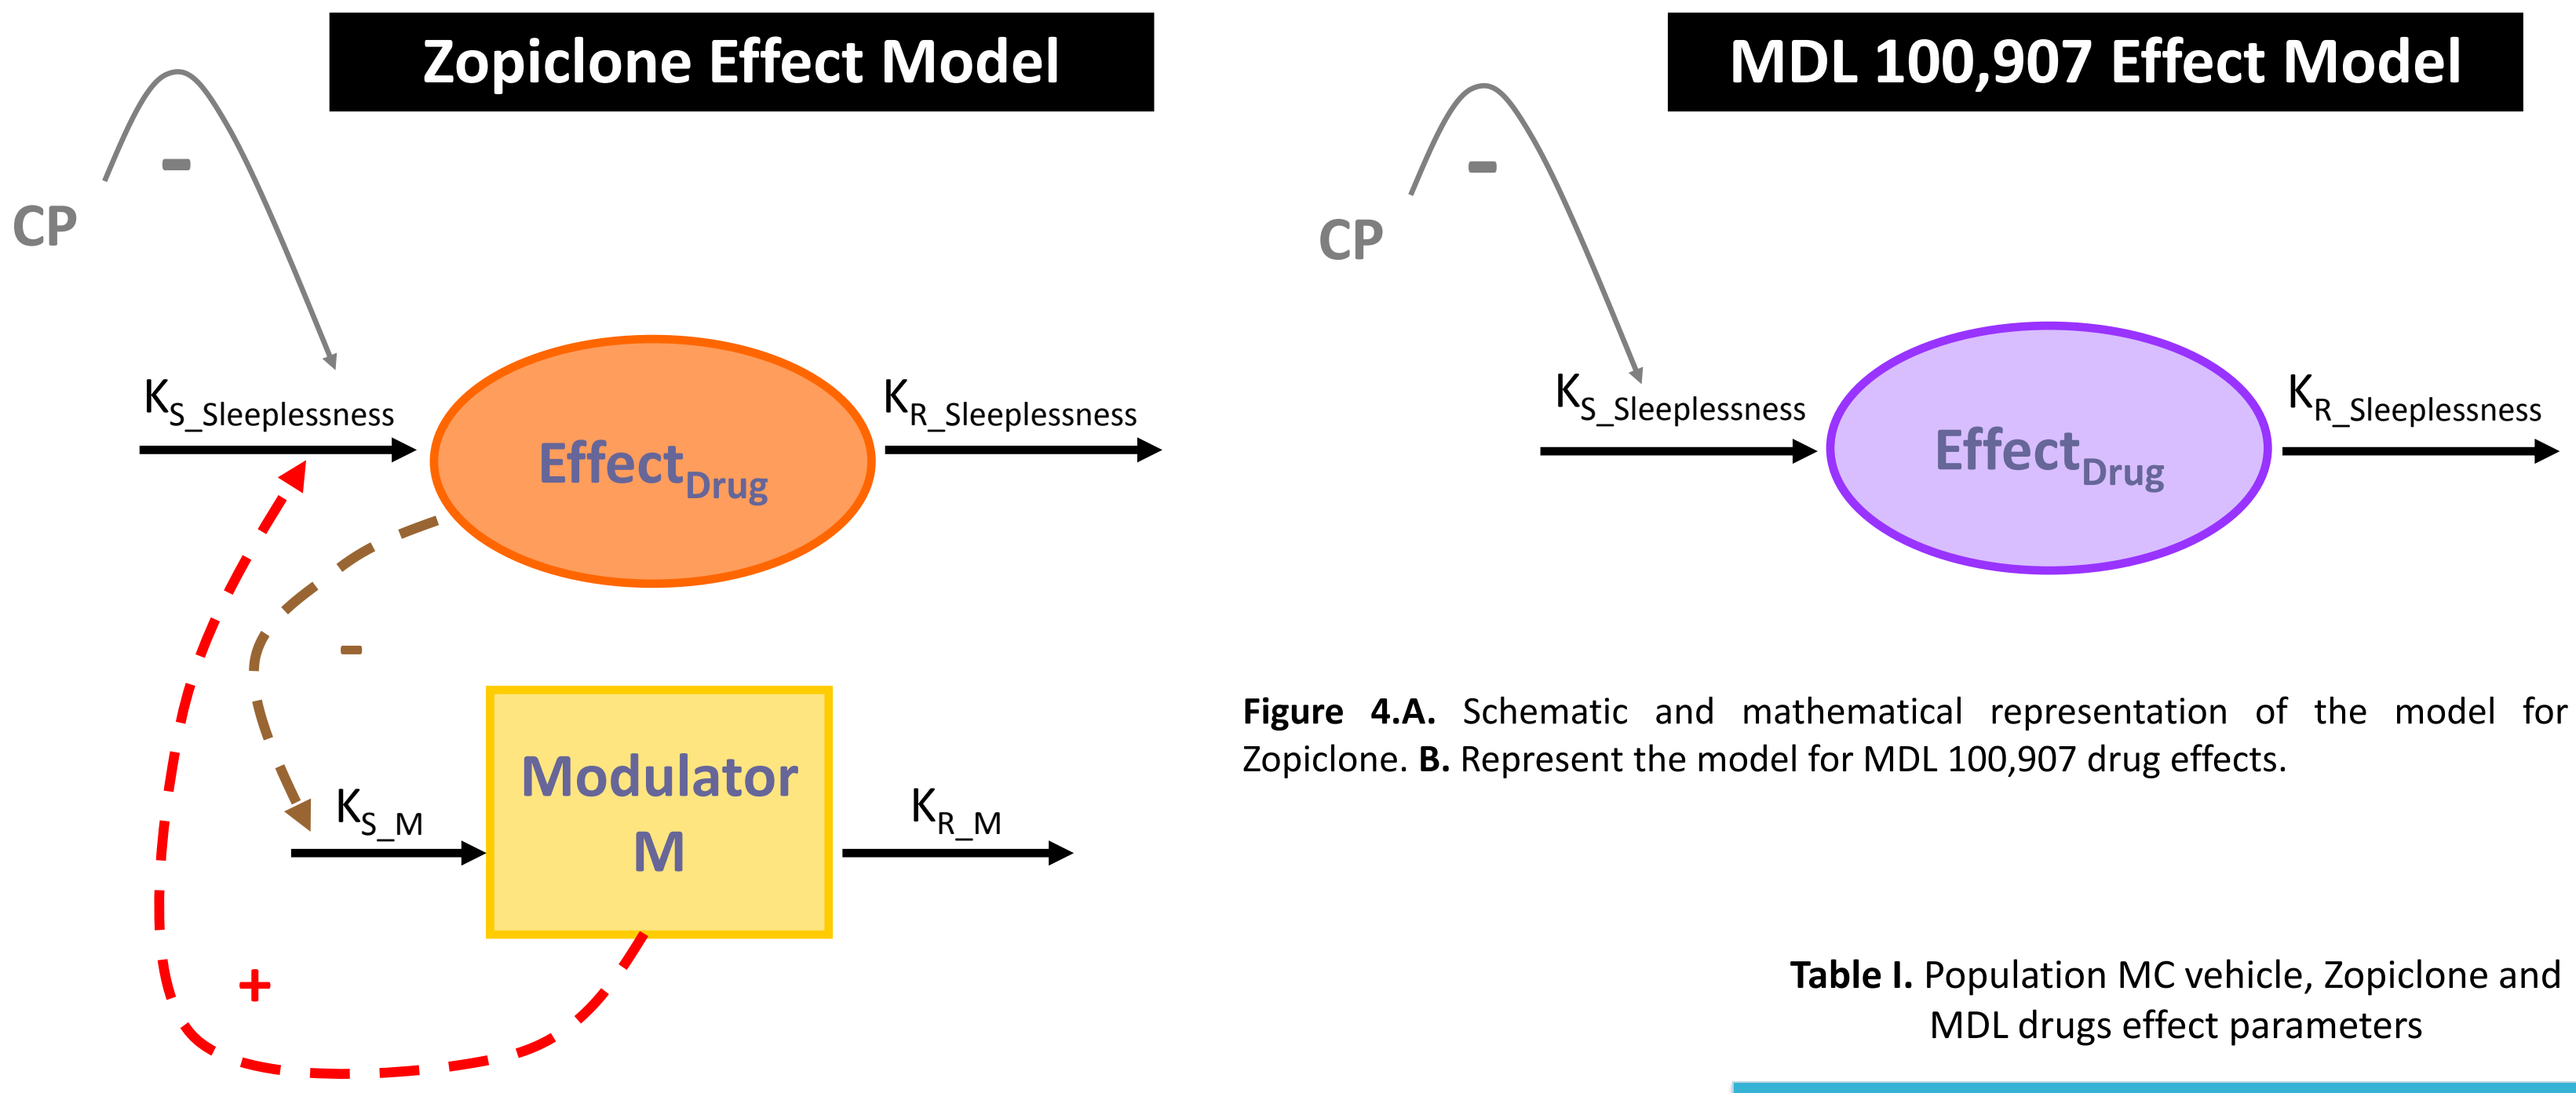 Zopiclone Effect Model
-
CP
K_S_Sleeplessness
K_R_Sleeplessness
Effect_Drug
-
K_S_M
Modulator
M
K_R_M
+
MDL 100,907 Effect Model
-
CP
K_S_Sleeplessness
K_R_Sleeplessness
Effect_Drug
Figure 4.A. Schematic and mathematical representation of the model for
Zopiclone. B. Represent the model for MDL 100,907 drug effects.
Table I. Population MC vehicle, Zopiclone and
MDL drugs effect parameters